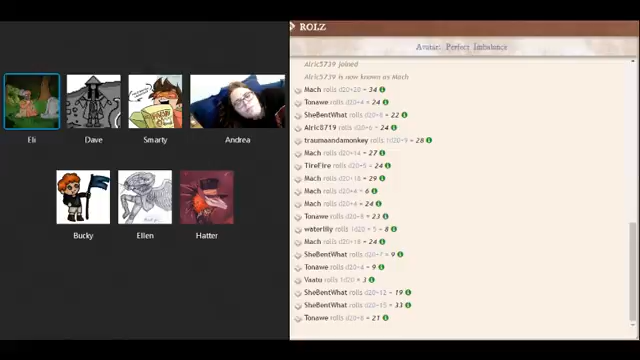 ROLZ
Avatar: Perfect Imbalance
Alric5739 joined
Alric5739 is now known as Mach
Mach rolls d20+20 = 34
Tonawe rolls d20+4 = 24
SheBentWhat rolls d20+8 = 22
Alric8719 rolls d20+6 = 24
traumaandamonkey rolls 1d20+9 = 28
Mach rolls d20+14 = 27
TireFire rolls d20+5 = 24
Mach rolls d20+18 = 29
Mach rolls d20+4 = 6
Mach rolls d20+4 = 24
Tonawe rolls d20+8 = 23
waterlily rolls 1d20 + 5 = 8
Mach rolls d20+18 = 24
SheBentWhat rolls d20+7 = 9
Tonawe rolls d20+4 = 9
Vaatu rolls 1d20 = 3
SheBentWhat rolls d20+12 = 19
SheBentWhat rolls d20+15 = 33
Tonawe rolls d20+8 = 21
Eli
Dave
Smarty
Andrea
Bucky
Ellen
Hatter